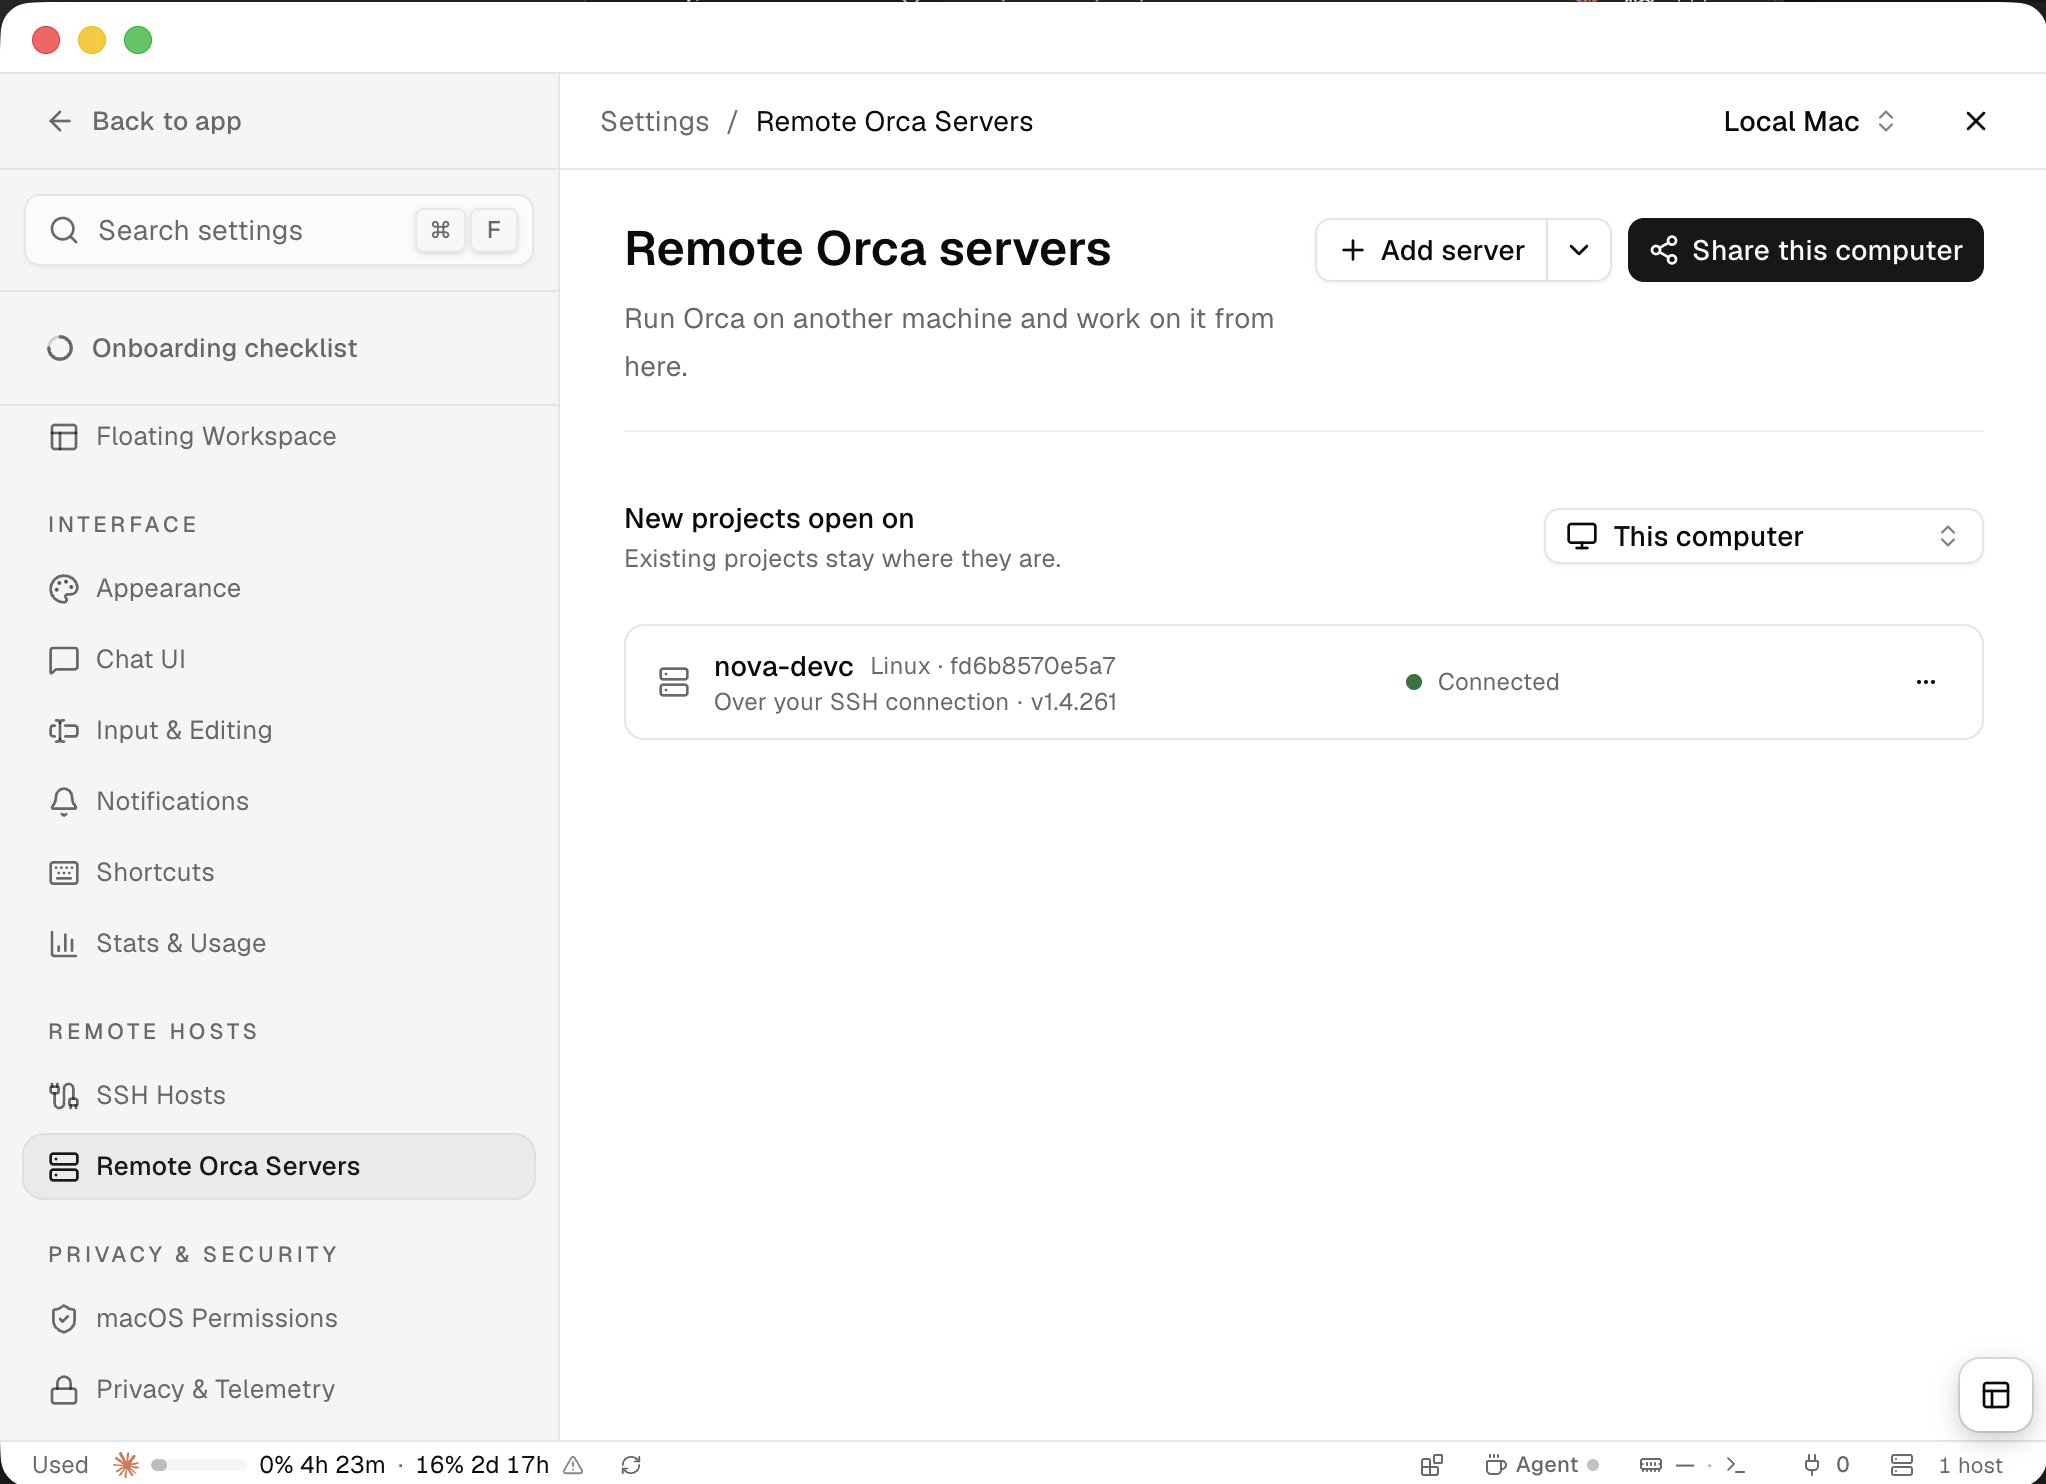 Back to app
Settings / Remote Orca Servers
Local Mac
Search settings
⌘ F
Onboarding checklist
Floating Workspace
INTERFACE
Appearance
Chat UI
Input & Editing
Notifications
Shortcuts
Stats & Usage
REMOTE HOSTS
SSH Hosts
Remote Orca Servers
PRIVACY & SECURITY
macOS Permissions
Privacy & Telemetry
Remote Orca servers
Add server
Share this computer
Run Orca on another machine and work on it from
here.
New projects open on
Existing projects stay where they are.
This computer
nova-devc Linux · fd6b8570e5a7
Over your SSH connection · v1.4.261
Connected
Used 0% 4h 23m · 16% 2d 17h
Agent — · 0 1 host